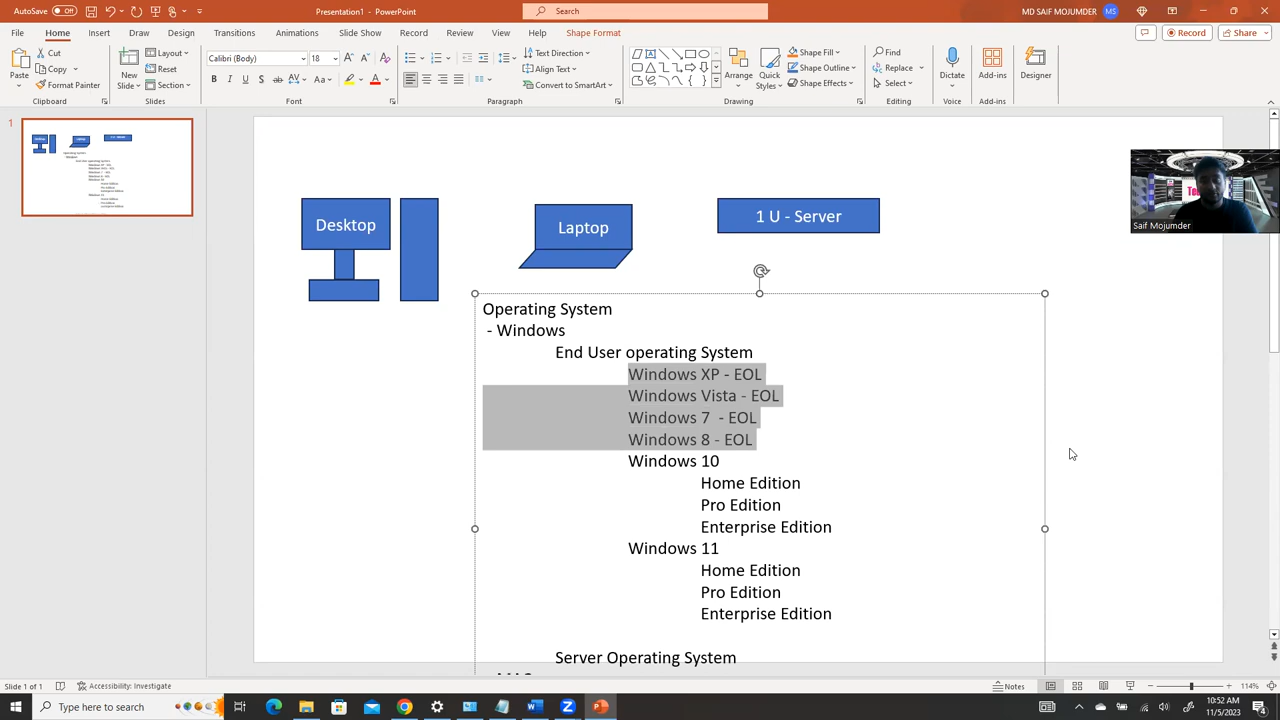 AutoSave
Off
Presentation1 - PowerPoint
Search
MD SAIF MOJUMDER
MS
File
Home
Insert
Draw
Design
Transitions
Animations
Slide Show
Record
Review
View
Help
Shape Format
Record
Share
Paste
Cut
Copy
Format Painter
Clipboard
New
Slide
Layout
Reset
Section
Slides
Calibri (Body)
18
Font
Text Direction
Align Text
Convert to SmartArt
Paragraph
Arrange
Quick
Styles
Shape Fill
Shape Outline
Shape Effects
Drawing
Find
Replace
Select
Editing
Dictate
Voice
Add-ins
Add-ins
Designer
1
Desktop
Laptop
1 U - Server
Saif Mojumder
Operating System
- Windows
End User operating System
Windows XP - EOL
Windows Vista - EOL
Windows 7  - EOL
Windows 8 - EOL
Windows 10
Home Edition
Pro Edition
Enterprise Edition
Windows 11
Home Edition
Pro Edition
Enterprise Edition
Server Operating System
Slide 1 of 1
Accessibility: Investigate
Notes
114%
Type here to search
10:52 AM
11/5/2023